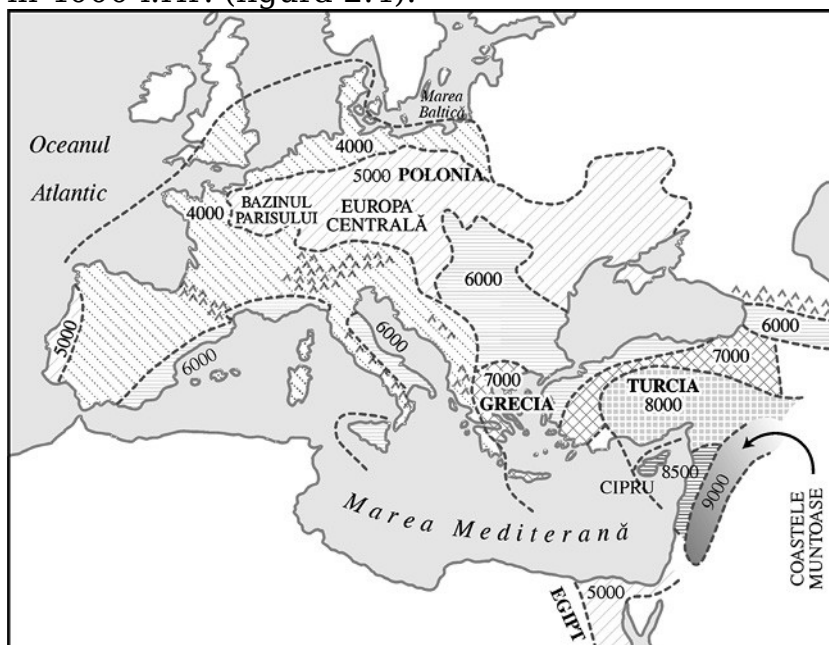 în 4000 î.Hr. (figura 2.4).
Marea
Baltică
Oceanul
Atlantic
4000
5000 POLONIA
4000
BAZINUL
PARISULUI
EUROPA
CENTRALĂ
6000
5000
6000
6000
6000
7000
7000
GRECIA
TURCIA
8000
CIPRU
8500
9000
Marea Mediterană
COASTELE
MUNTOASE
5000
EGIPT